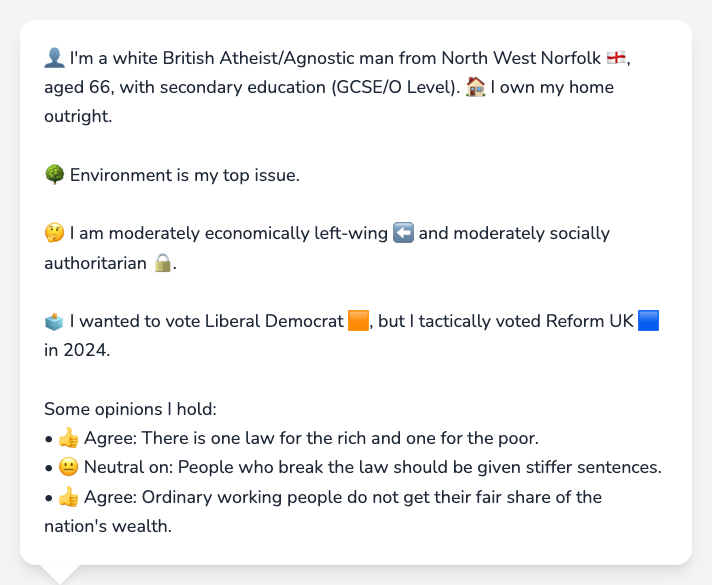 👤 I'm a white British Atheist/Agnostic man from North West Norfolk 🏴󠁧󠁢󠁥󠁮󠁧󠁿,
aged 66, with secondary education (GCSE/O Level). 🏠 I own my home
outright.
🌳 Environment is my top issue.
🤔 I am moderately economically left-wing ⬅️ and moderately socially
authoritarian 🔒.
🗳️ I wanted to vote Liberal Democrat 🟧, but I tactically voted Reform UK 🟦
in 2024.
Some opinions I hold:
• 👍 Agree: There is one law for the rich and one for the poor.
• 😐 Neutral on: People who break the law should be given stiffer sentences.
• 👍 Agree: Ordinary working people do not get their fair share of the
nation's wealth.